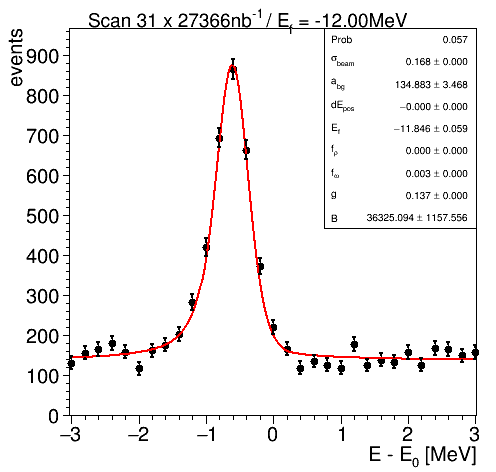 Scan 31 x 27366nb⁻¹ / E_f = -12.00MeV
events
Prob 0.057
σ_beam 0.168 ± 0.000
a_bg 134.883 ± 3.468
dE_pos −0.000 ± 0.000
E_f −11.846 ± 0.059
f_ρ 0.000 ± 0.000
f_ω 0.003 ± 0.000
g 0.137 ± 0.000
B 36325.094 ± 1157.556
900
800
700
600
500
400
300
200
100
0
−3 −2 −1 0 1 2 3
E - E₀ [MeV]